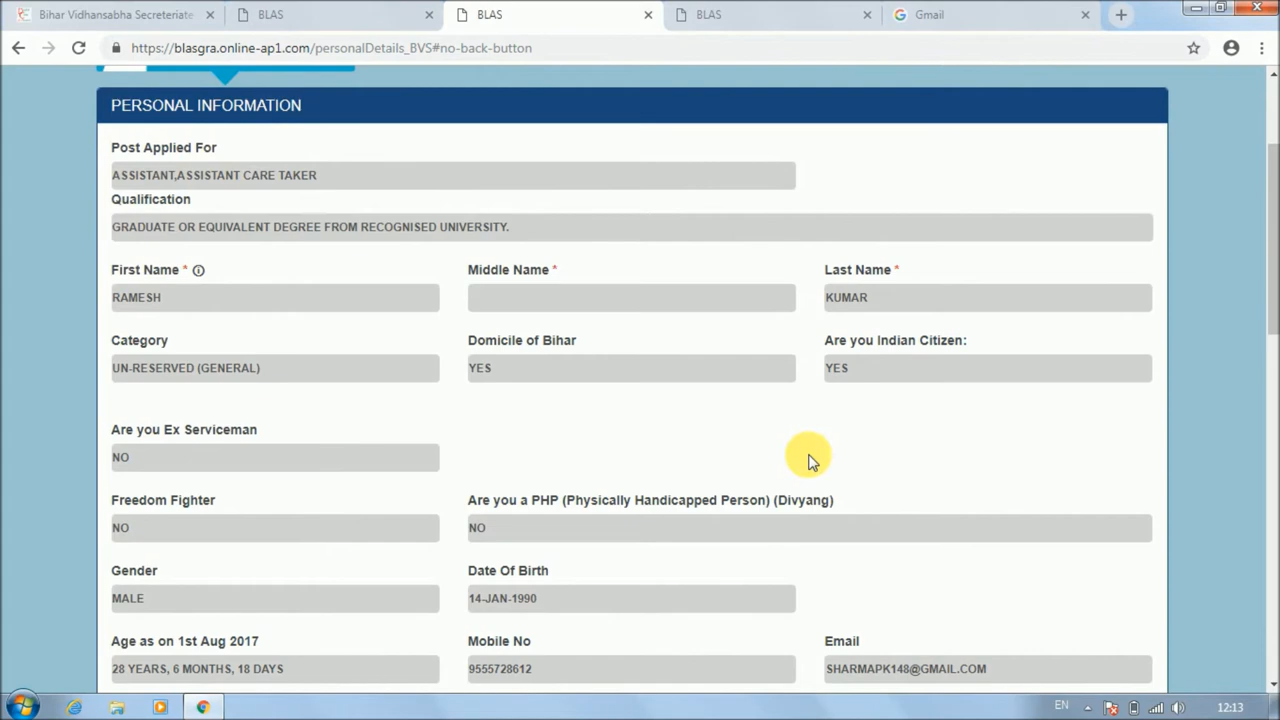 Bihar Vidhansabha Secreteriate
BLAS
BLAS
BLAS
Gmail
https://blasgra.online-ap1.com/personalDetails_BVS#no-back-button
PERSONAL INFORMATION
Post Applied For
ASSISTANT,ASSISTANT CARE TAKER
Qualification
GRADUATE OR EQUIVALENT DEGREE FROM RECOGNISED UNIVERSITY.
First Name * Middle Name * Last Name *
RAMESH KUMAR
Category Domicile of Bihar Are you Indian Citizen:
UN-RESERVED (GENERAL) YES YES
Are you Ex Serviceman
NO
Freedom Fighter Are you a PHP (Physically Handicapped Person) (Divyang)
NO NO
Gender Date Of Birth
MALE 14-JAN-1990
Age as on 1st Aug 2017 Mobile No Email
28 YEARS, 6 MONTHS, 18 DAYS 9555728612 SHARMAPK148@GMAIL.COM
EN 12:13